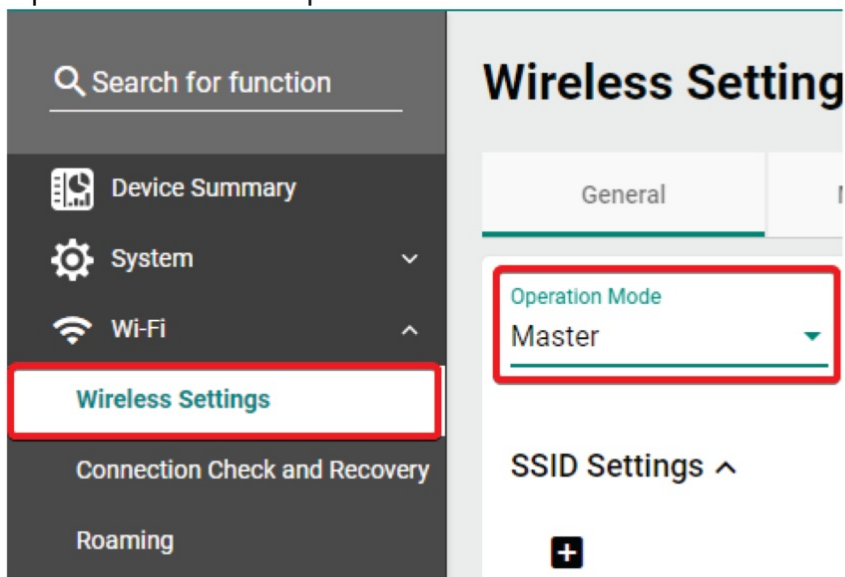 Search for function
Device Summary
System
Wi-Fi
Wireless Settings
Connection Check and Recovery
Roaming
Wireless Setting
General
Operation Mode
Master
SSID Settings